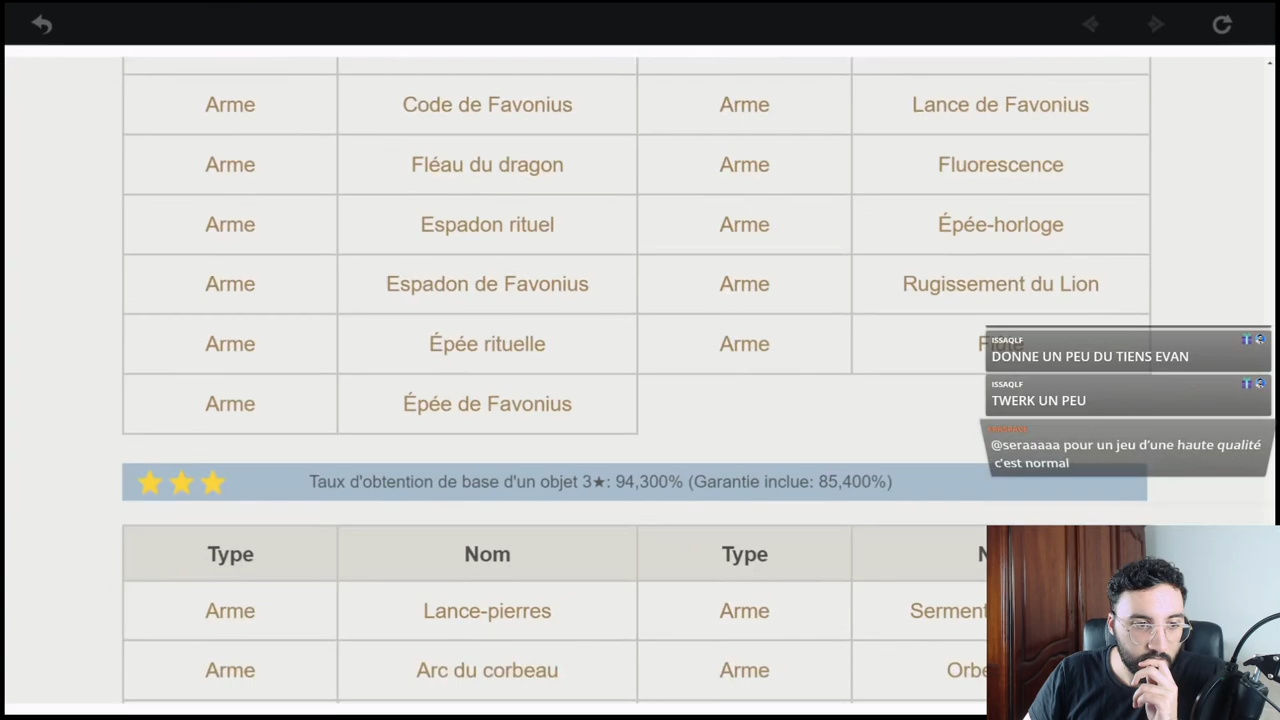 Arme Code de Favonius Arme Lance de Favonius
Arme Fléau du dragon Arme Fluorescence
Arme Espadon rituel Arme Épée-horloge
Arme Espadon de Favonius Arme Rugissement du Lion
Arme Épée rituelle Arme
Arme Épée de Favonius
ISSAQLF
DONNE UN PEU DU TIENS EVAN
ISSAQLF
TWERK UN PEU
@seraaaaa pour un jeu d'une haute qualité
c'est normal
Taux d'obtention de base d'un objet 3★: 94,300% (Garantie inclue: 85,400%)
Type Nom Type
Arme Lance-pierres Arme Serment
Arme Arc du corbeau Arme